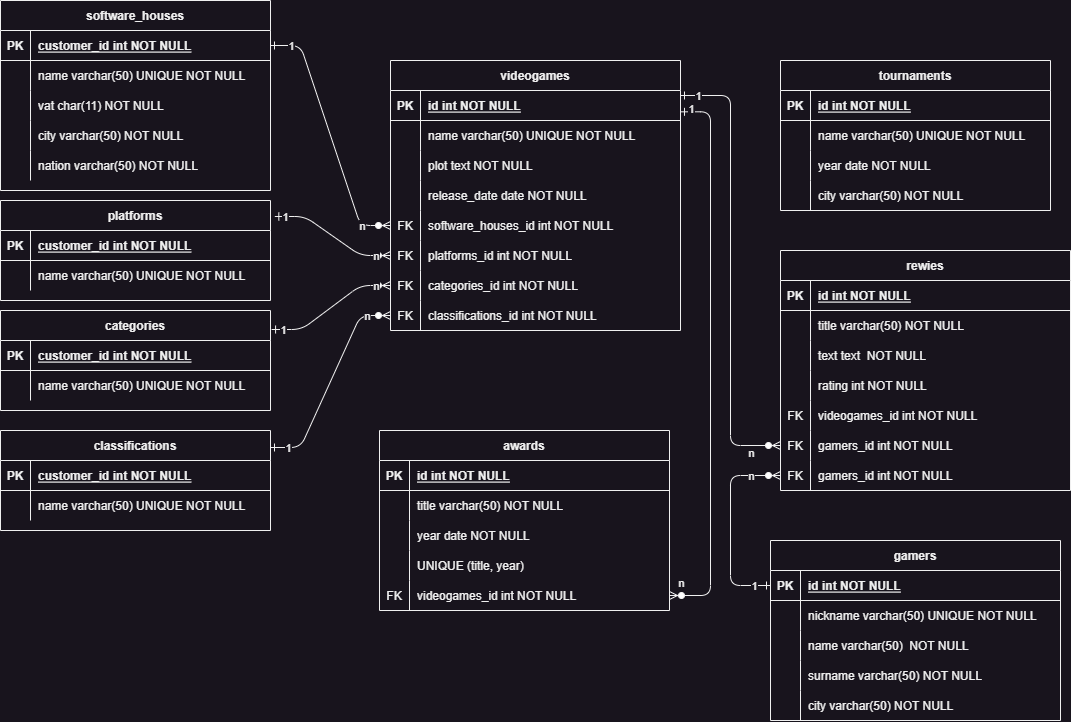 software_houses
PK customer_id int NOT NULL
name varchar(50) UNIQUE NOT NULL
vat char(11) NOT NULL
city varchar(50) NOT NULL
nation varchar(50) NOT NULL
1
platforms
PK customer_id int NOT NULL
name varchar(50) UNIQUE NOT NULL
1
categories
PK customer_id int NOT NULL
name varchar(50) UNIQUE NOT NULL
1
classifications
PK customer_id int NOT NULL
name varchar(50) UNIQUE NOT NULL
1
videogames
PK id int NOT NULL
name varchar(50) UNIQUE NOT NULL
plot text NOT NULL
release_date date NOT NULL
n FK software_houses_id int NOT NULL
n FK platforms_id int NOT NULL
n FK categories_id int NOT NULL
n FK classifications_id int NOT NULL
1
1
awards
PK id int NOT NULL
title varchar(50) NOT NULL
year date NOT NULL
UNIQUE (title, year)
FK videogames_id int NOT NULL
n
tournaments
PK id int NOT NULL
name varchar(50) UNIQUE NOT NULL
year date NOT NULL
city varchar(50) NOT NULL
rewies
PK id int NOT NULL
title varchar(50) NOT NULL
text text NOT NULL
rating int NOT NULL
FK videogames_id int NOT NULL
n FK gamers_id int NOT NULL
n FK gamers_id int NOT NULL
gamers
1 PK id int NOT NULL
nickname varchar(50) UNIQUE NOT NULL
name varchar(50) NOT NULL
surname varchar(50) NOT NULL
city varchar(50) NOT NULL